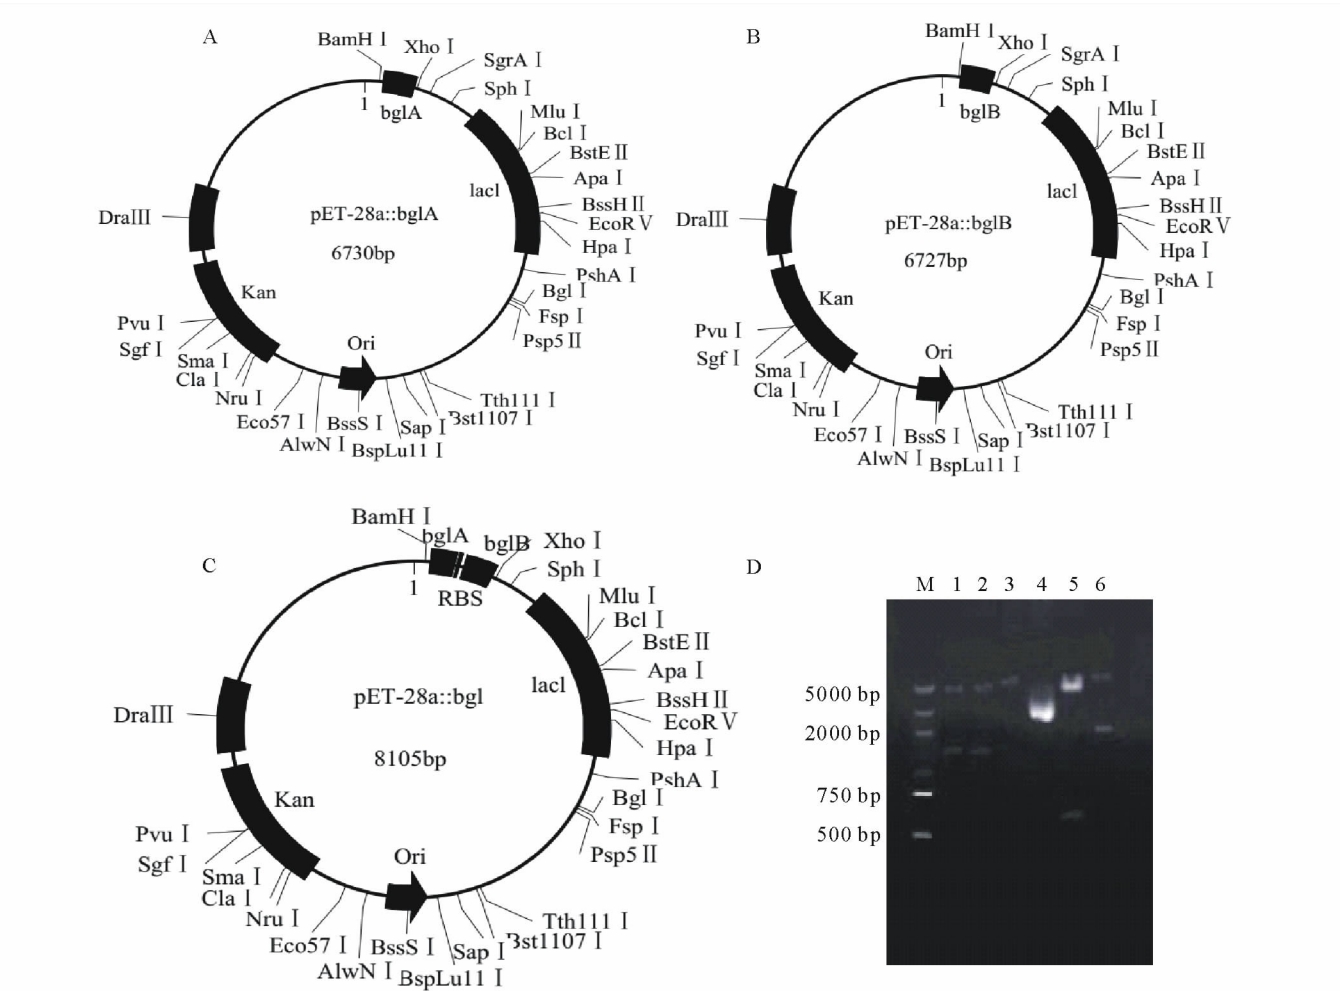 A
BamH Ⅰ
Xho Ⅰ
SgrA Ⅰ
Sph Ⅰ
1
bglA
Mlu Ⅰ
Bcl Ⅰ
BstE Ⅱ
Apa Ⅰ
lacl
BssH Ⅱ
EcoR Ⅴ
Hpa Ⅰ
DraⅢ
pET-28a::bglA
6730bp
PshA Ⅰ
Bgl Ⅰ
Fsp Ⅰ
Psp5 Ⅱ
Kan
Pvu Ⅰ
Sgf Ⅰ
Sma Ⅰ
Cla Ⅰ
Nru Ⅰ
Ori
Eco57 Ⅰ
AlwN Ⅰ
BssS Ⅰ
BspLu11 Ⅰ
Sap Ⅰ
Bst1107 Ⅰ
Tth111 Ⅰ
B
BamH Ⅰ
Xho Ⅰ
SgrA Ⅰ
Sph Ⅰ
1
bglB
Mlu Ⅰ
Bcl Ⅰ
BstE Ⅱ
Apa Ⅰ
lacl
BssH Ⅱ
EcoR Ⅴ
Hpa Ⅰ
DraⅢ
pET-28a::bglB
6727bp
PshA Ⅰ
Bgl Ⅰ
Fsp Ⅰ
Psp5 Ⅱ
Kan
Pvu Ⅰ
Sgf Ⅰ
Sma Ⅰ
Cla Ⅰ
Nru Ⅰ
Ori
Eco57 Ⅰ
AlwN Ⅰ
BssS Ⅰ
BspLu11 Ⅰ
Sap Ⅰ
Bst1107 Ⅰ
Tth111 Ⅰ
C
BamH Ⅰ
bglA
bglB
Xho Ⅰ
Sph Ⅰ
1
RBS
Mlu Ⅰ
Bcl Ⅰ
BstE Ⅱ
Apa Ⅰ
lacl
BssH Ⅱ
EcoR Ⅴ
Hpa Ⅰ
DraⅢ
pET-28a::bgl
8105bp
PshA Ⅰ
Bgl Ⅰ
Fsp Ⅰ
Psp5 Ⅱ
Kan
Pvu Ⅰ
Sgf Ⅰ
Sma Ⅰ
Cla Ⅰ
Nru Ⅰ
Ori
Eco57 Ⅰ
AlwN Ⅰ
BssS Ⅰ
BspLu11 Ⅰ
Sap Ⅰ
Bst1107 Ⅰ
Tth111 Ⅰ
D
M 1 2 3 4 5 6
5000 bp
2000 bp
750 bp
500 bp